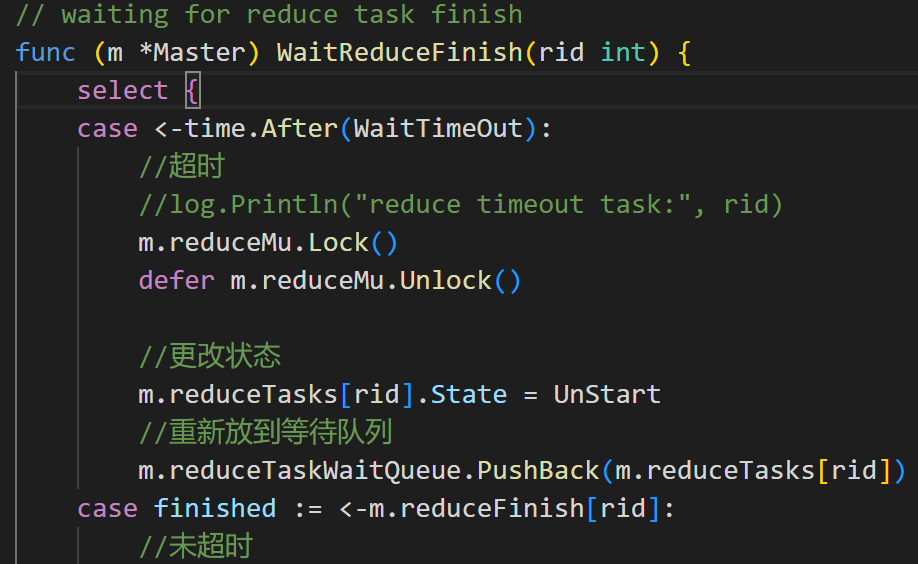 // waiting for reduce task finish
func (m *Master) WaitReduceFinish(rid int) {
select {
case <-time.After(WaitTimeOut):
//超时
//log.Println("reduce timeout task:", rid)
m.reduceMu.Lock()
defer m.reduceMu.Unlock()
//更改状态
m.reduceTasks[rid].State = UnStart
//重新放到等待队列
m.reduceTaskWaitQueue.PushBack(m.reduceTasks[rid])
case finished := <-m.reduceFinish[rid]:
//未超时